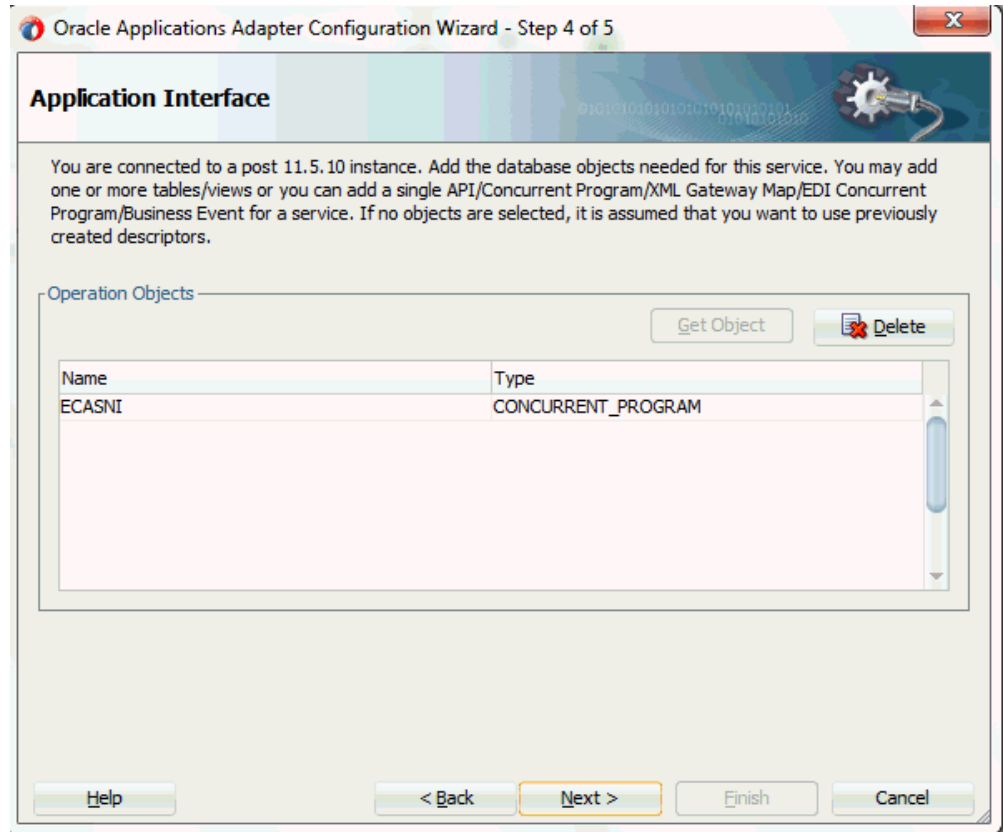 Oracle Applications Adapter Configuration Wizard - Step 4 of 5
Application Interface
You are connected to a post 11.5.10 instance. Add the database objects needed for this service. You may add
one or more tables/views or you can add a single API/Concurrent Program/XML Gateway Map/EDI Concurrent
Program/Business Event for a service. If no objects are selected, it is assumed that you want to use previously
created descriptors.
Operation Objects
Get Object
Delete
Name Type
ECASNI CONCURRENT_PROGRAM
Help < Back Next > Finish Cancel